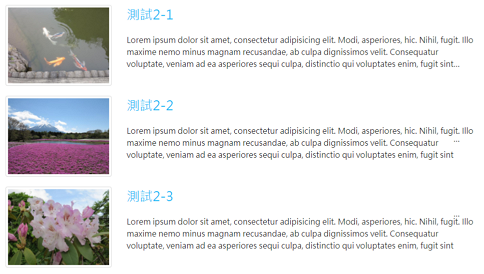 測試2-1
Lorem ipsum dolor sit amet, consectetur adipisicing elit. Modi, asperiores, hic. Nihil, fugit. Illo
maxime nemo minus magnam recusandae, ab culpa dignissimos velit. Consequatur
voluptate, veniam ad ea asperiores sequi culpa, distinctio qui voluptates enim, fugit sint...
測試2-2
Lorem ipsum dolor sit amet, consectetur adipisicing elit. Modi, asperiores, hic. Nihil, fugit. Illo
maxime nemo minus magnam recusandae, ab culpa dignissimos velit. Consequatur ...
voluptate, veniam ad ea asperiores sequi culpa, distinctio qui voluptates enim, fugit sint
測試2-3
...
Lorem ipsum dolor sit amet, consectetur adipisicing elit. Modi, asperiores, hic. Nihil, fugit. Illo
maxime nemo minus magnam recusandae, ab culpa dignissimos velit. Consequatur
voluptate, veniam ad ea asperiores sequi culpa, distinctio qui voluptates enim, fugit sint